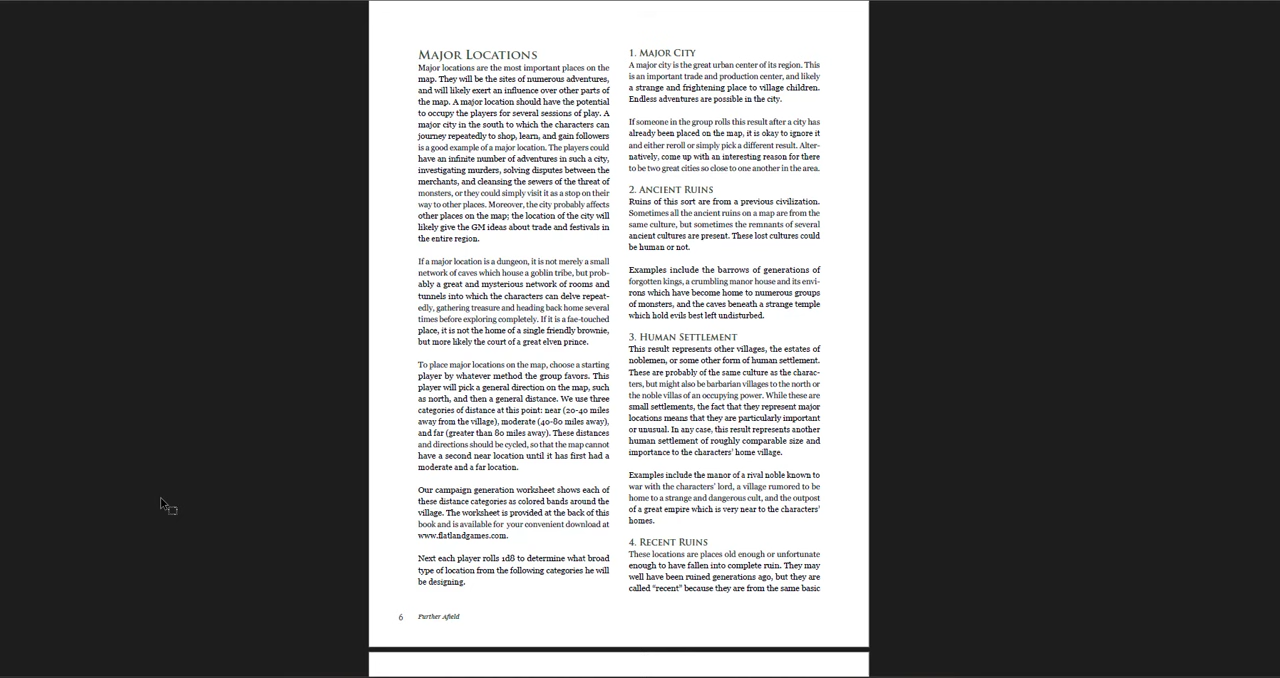 MAJOR LOCATIONS
Major locations are the most important places on the
map. They will be the sites of numerous adventures,
and will likely exert an influence over other parts of
the map. A major location should have the potential
to occupy the players for several sessions of play. A
major city in the south to which the characters can
journey repeatedly to shop, learn, and gain followers
is a good example of a major location. The players could
have an infinite number of adventures in such a city,
investigating murders, solving disputes between the
merchants, and cleansing the sewers of the threat of
monsters, or they could simply visit it as a stop on their
way to other places. Moreover, the city probably affects
other places on the map; the location of the city will
likely give the GM ideas about trade and festivals in
the entire region.
If a major location is a dungeon, it is not merely a small
network of caves which house a goblin tribe, but prob-
ably a great and mysterious network of rooms and
tunnels into which the characters can delve repeat-
edly, gathering treasure and heading back home several
times before exploring completely. If it is a fae-touched
place, it is not the home of a single friendly brownie,
but more likely the court of a great elven prince.
To place major locations on the map, choose a starting
player by whatever method the group favors. This
player will pick a general direction on the map, such
as north, and then a general distance. We use three
categories of distance at this point: near (20-40 miles
away from the village), moderate (40-80 miles away),
and far (greater than 80 miles away). These distances
and directions should be cycled, so that the map cannot
have a second near location until it has first had a
moderate and a far location.
Our campaign generation worksheet shows each of
these distance categories as colored bands around the
village. The worksheet is provided at the back of this
book and is available for your convenient download at
www.flatlandgames.com.
Next each player rolls 1d8 to determine what broad
type of location from the following categories he will
be designing.
1. MAJOR CITY
A major city is the great urban center of its region. This
is an important trade and production center, and likely
a strange and frightening place to village children.
Endless adventures are possible in the city.
If someone in the group rolls this result after a city has
already been placed on the map, it is okay to ignore it
and either reroll or simply pick a different result. Alter-
natively, come up with an interesting reason for there
to be two great cities so close to one another in the area.
2. ANCIENT RUINS
Ruins of this sort are from a previous civilization.
Sometimes all the ancient ruins on a map are from the
same culture, but sometimes the remnants of several
ancient cultures are present. These lost cultures could
be human or not.
Examples include the barrows of generations of
forgotten kings, a crumbling manor house and its envi-
rons which have become home to numerous groups
of monsters, and the caves beneath a strange temple
which hold evils best left undisturbed.
3. HUMAN SETTLEMENT
This result represents other villages, the estates of
noblemen, or some other form of human settlement.
These are probably of the same culture as the charac-
ters, but might also be barbarian villages to the north or
the noble villas of an occupying power. While these are
small settlements, the fact that they represent major
locations means that they are particularly important
or unusual. In any case, this result represents another
human settlement of roughly comparable size and
importance to the characters' home village.
Examples include the manor of a rival noble known to
war with the characters' lord, a village rumored to be
home to a strange and dangerous cult, and the outpost
of a great empire which is very near to the characters'
homes.
4. RECENT RUINS
These locations are places old enough or unfortunate
enough to have fallen into complete ruin. They may
well have been ruined generations ago, but they are
called "recent" because they are from the same basic
6 Further Afield